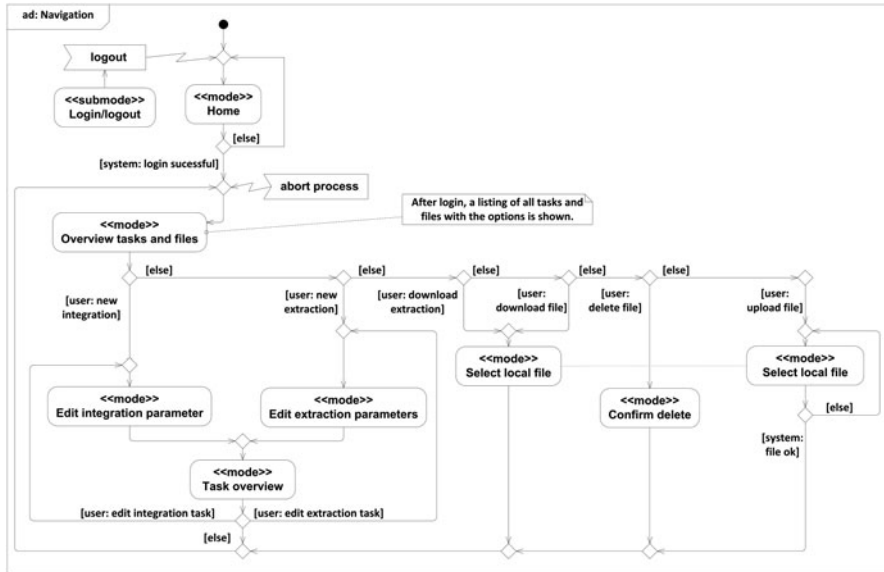 ad: Navigation
logout
<<submode>>
Login/logout
<<mode>>
Home
[else]
[system: login sucessful]
abort process
After login, a listing of all tasks and
files with the options is shown.
<<mode>>
Overview tasks and files
[else]
[else]
[else]
[else]
[else]
[user: new
integration]
[user: new
extraction]
[user: download
extraction]
[user:
download file]
[user:
delete file]
[user:
upload file]
<<mode>>
Select local file
<<mode>>
Select local file
<<mode>>
Edit integration parameter
<<mode>>
Edit extraction parameters
<<mode>>
Confirm delete
[else]
[system:
file ok]
<<mode>>
Task overview
[user: edit integration task]
[user: edit extraction task]
[else]